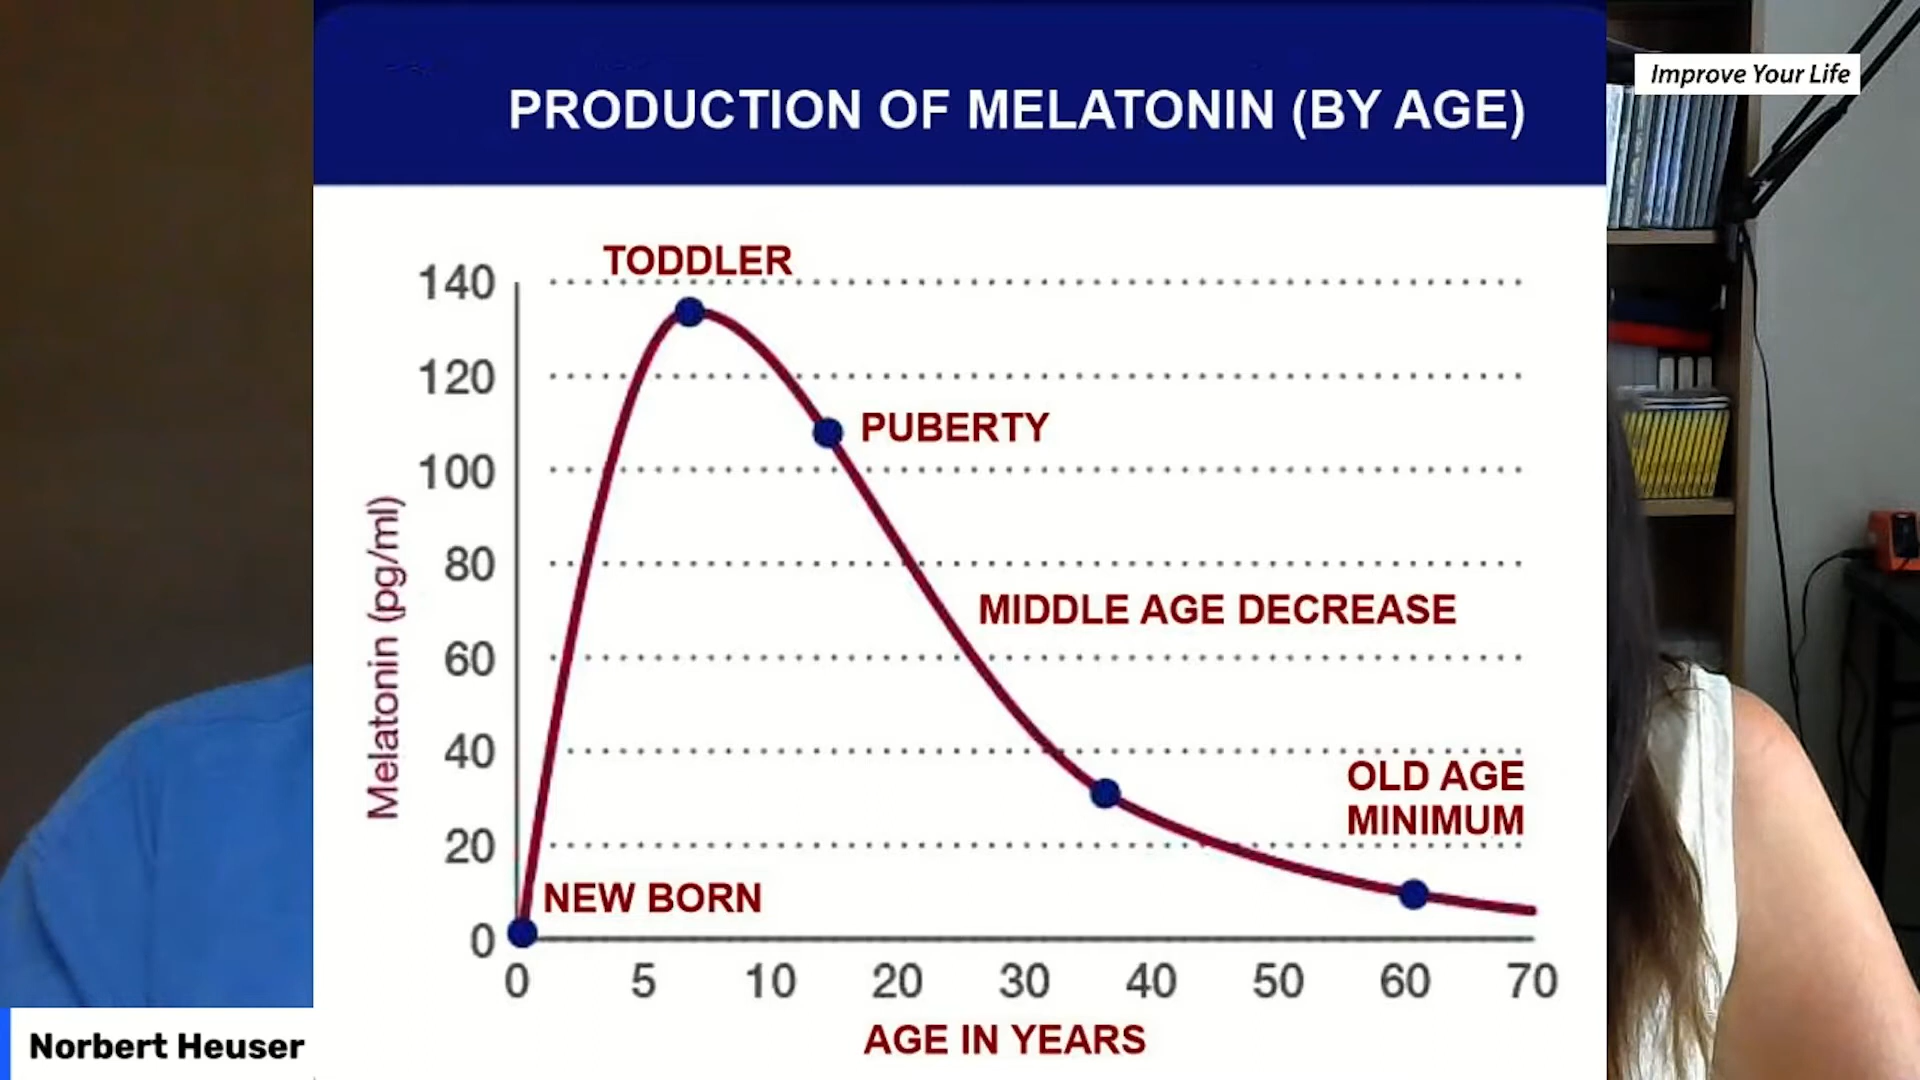 Improve Your Life
PRODUCTION OF MELATONIN (BY AGE)
TODDLER
140
120
PUBERTY
100
Melatonin (pg/ml)
80
MIDDLE AGE DECREASE
60
40
OLD AGE
MINIMUM
20
NEW BORN
0
0 5 10 20 30 40 50 60 70
AGE IN YEARS
Norbert Heuser